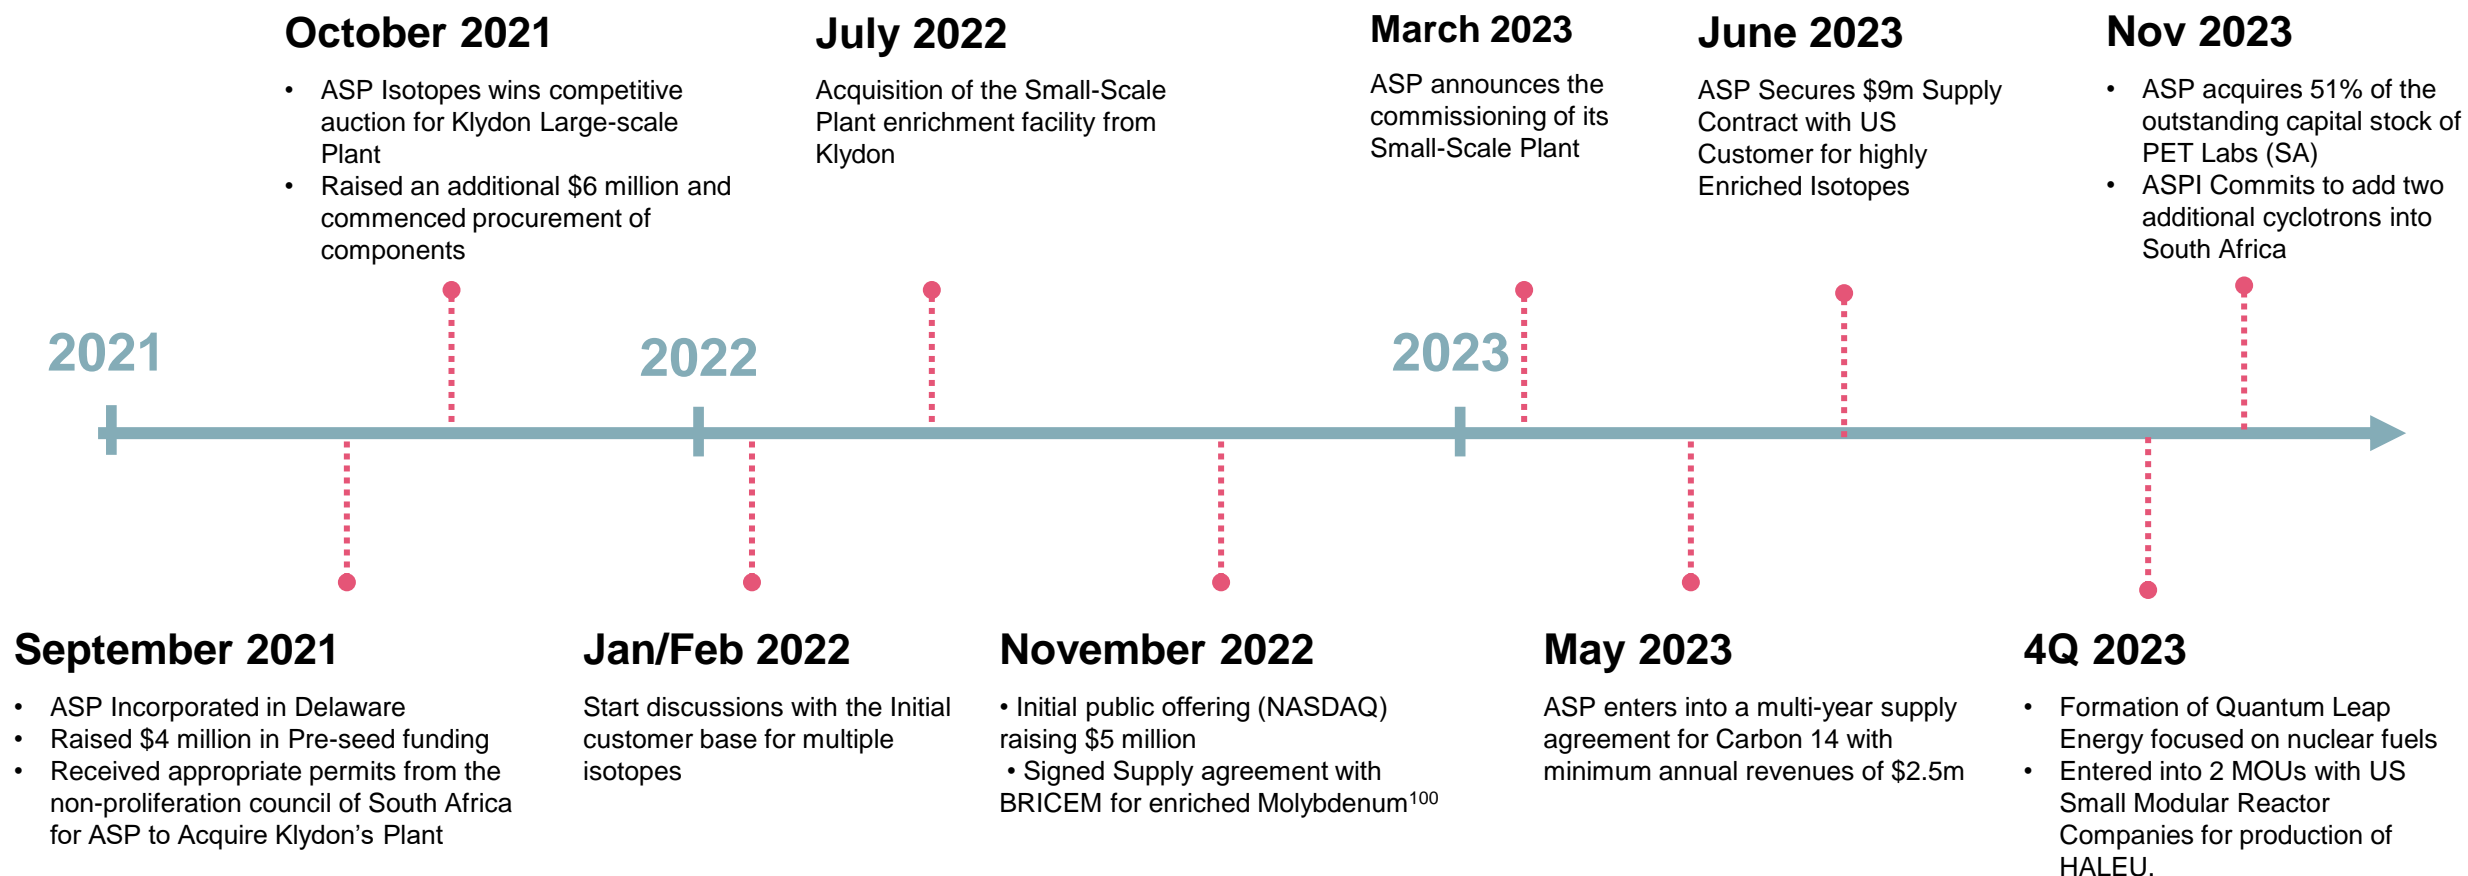 October 2021
• ASP Isotopes wins competitive
auction for Klydon Large-scale
Plant
• Raised an additional $6 million and
commenced procurement of
components
July 2022
Acquisition of the Small-Scale
Plant enrichment facility from
Klydon
March 2023
ASP announces the
commissioning of its
Small-Scale Plant
June 2023
ASP Secures $9m Supply
Contract with US
Customer for highly
Enriched Isotopes
Nov 2023
• ASP acquires 51% of the
outstanding capital stock of
PET Labs (SA)
• ASPI Commits to add two
additional cyclotrons into
South Africa
2021
2022
2023
September 2021
• ASP Incorporated in Delaware
• Raised $4 million in Pre-seed funding
• Received appropriate permits from the
non-proliferation council of South Africa
for ASP to Acquire Klydon’s Plant
Jan/Feb 2022
Start discussions with the Initial
customer base for multiple
isotopes
November 2022
• Initial public offering (NASDAQ)
raising $5 million
• Signed Supply agreement with
BRICEM for enriched Molybdenum¹⁰⁰
May 2023
ASP enters into a multi-year supply
agreement for Carbon 14 with
minimum annual revenues of $2.5m
4Q 2023
• Formation of Quantum Leap
Energy focused on nuclear fuels
• Entered into 2 MOUs with US
Small Modular Reactor
Companies for production of
HALEU.